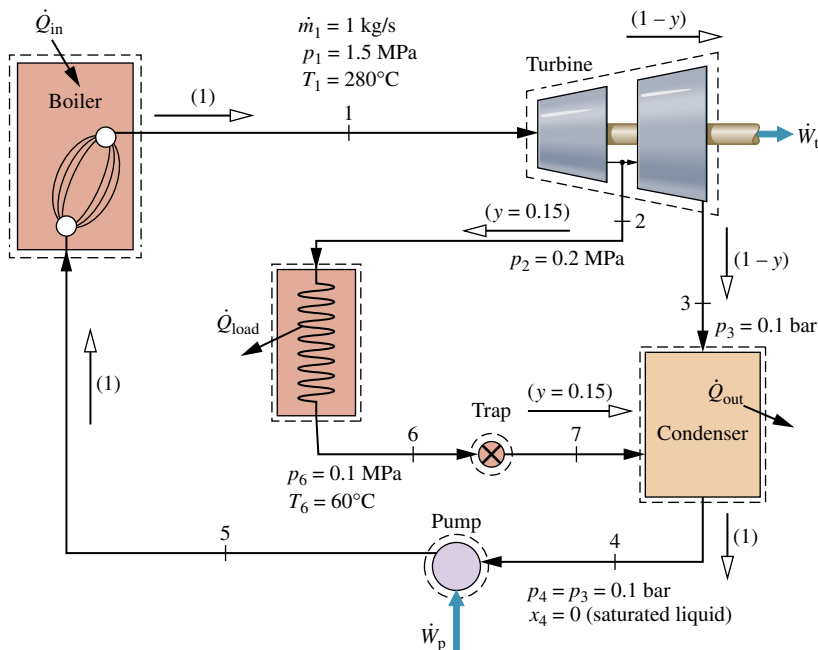 Q̇in
Boiler
(1)
ṁ1 = 1 kg/s
p1 = 1.5 MPa
T1 = 280°C
1
(1 – y)
Turbine
Ẇt
(y = 0.15)
2
p2 = 0.2 MPa
(1 – y)
3
p3 = 0.1 bar
Q̇load
(1)
Trap
(y = 0.15)
Q̇out
Condenser
6
7
p6 = 0.1 MPa
T6 = 60°C
5
Pump
4
(1)
p4 = p3 = 0.1 bar
x4 = 0 (saturated liquid)
Ẇp